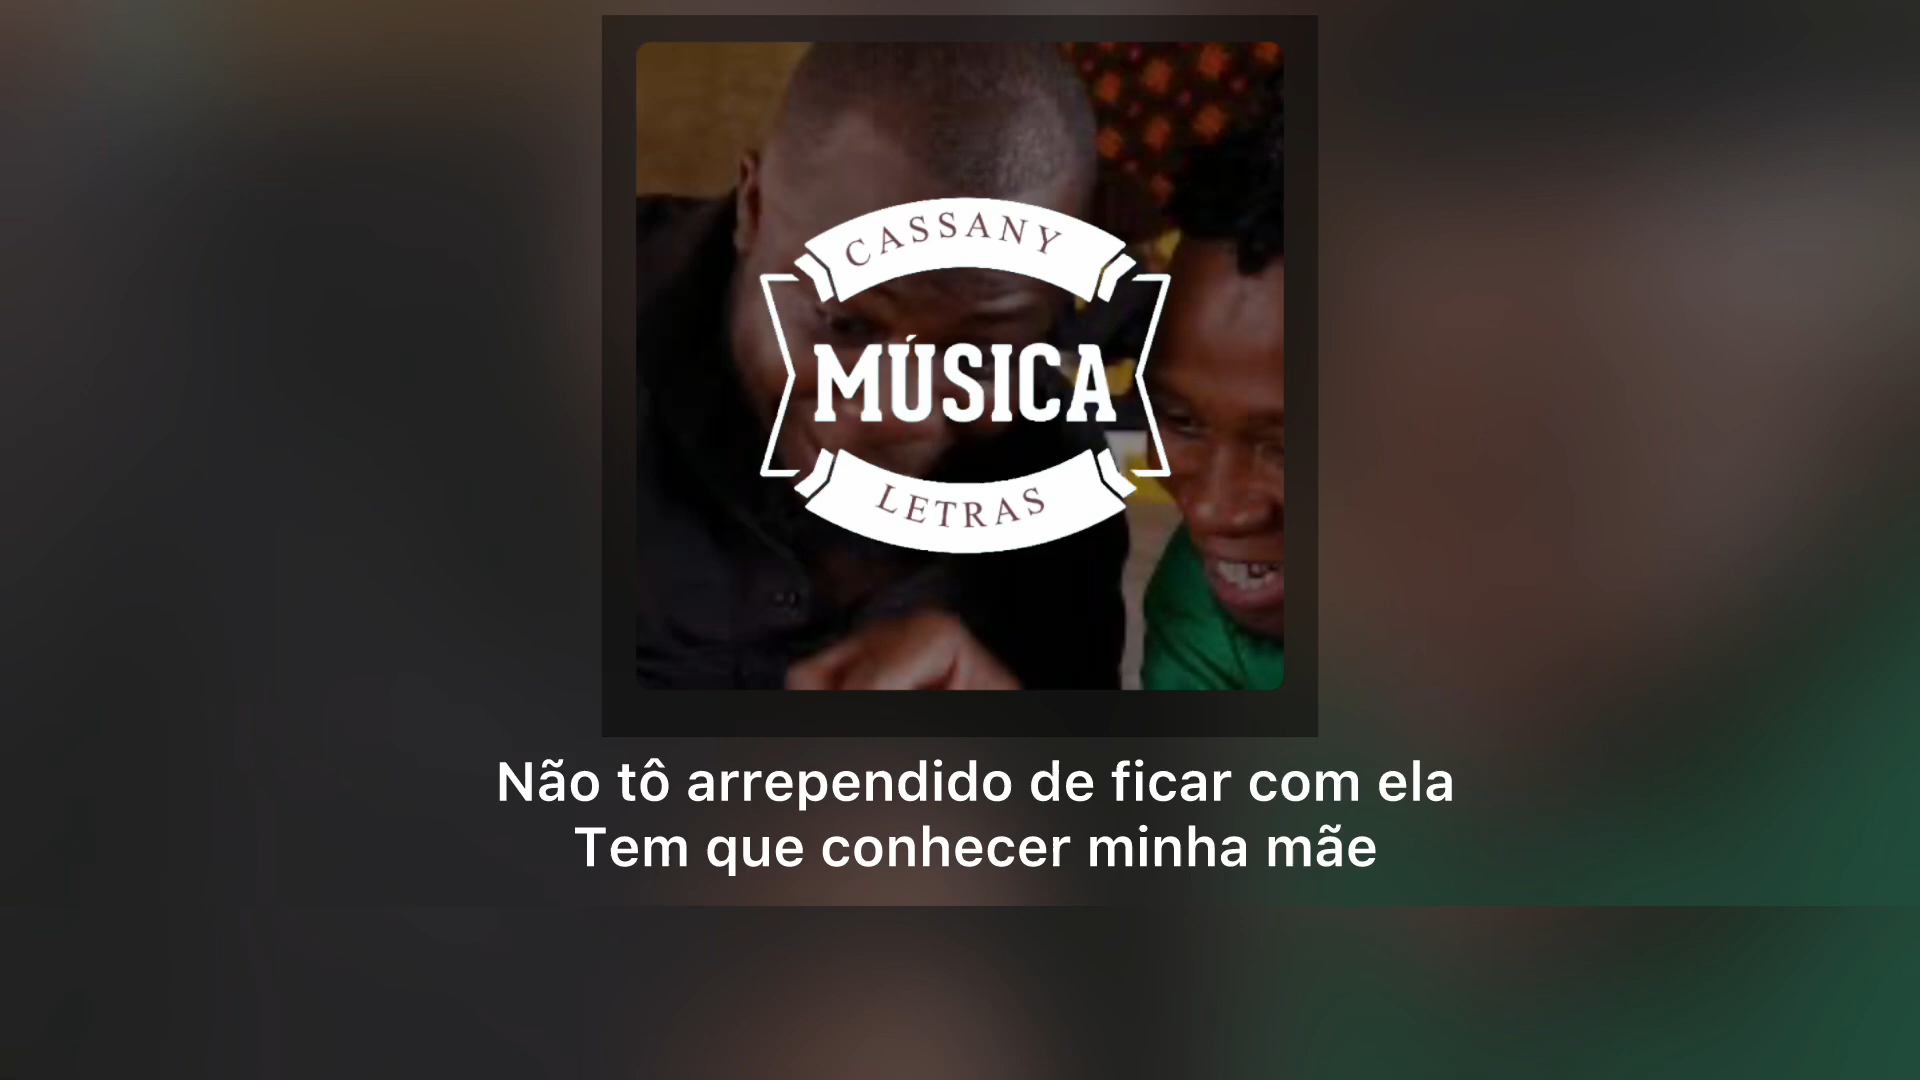 CASSANY
MÚSICA
LETRAS
Não tô arrependido de ficar com ela
Tem que conhecer minha mãe